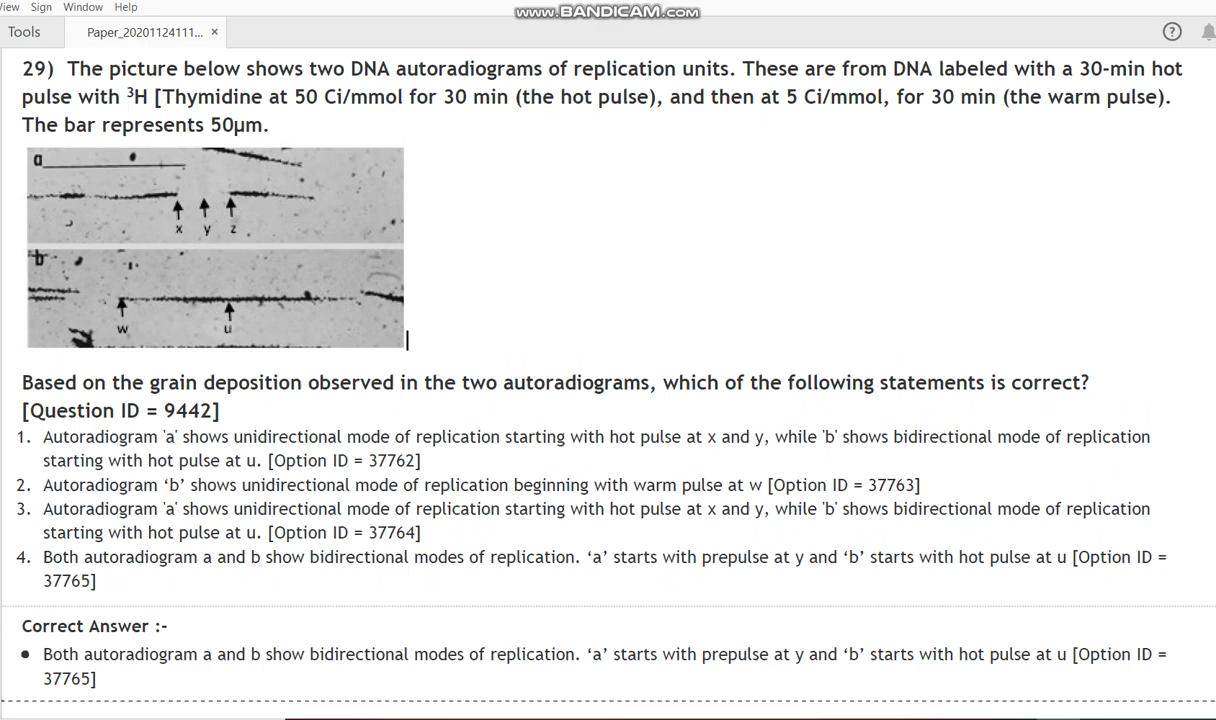 View Sign Window Help
www.BANDICAM.com
Tools
Paper_20201124111... ×
?
29) The picture below shows two DNA autoradiograms of replication units. These are from DNA labeled with a 30-min hot
pulse with ³H [Thymidine at 50 Ci/mmol for 30 min (the hot pulse), and then at 5 Ci/mmol, for 30 min (the warm pulse).
The bar represents 50µm.
a
x y z
b
w u
Based on the grain deposition observed in the two autoradiograms, which of the following statements is correct?
[Question ID = 9442]
1. Autoradiogram 'a' shows unidirectional mode of replication starting with hot pulse at x and y, while 'b' shows bidirectional mode of replication
starting with hot pulse at u. [Option ID = 37762]
2. Autoradiogram ‘b’ shows unidirectional mode of replication beginning with warm pulse at w [Option ID = 37763]
3. Autoradiogram 'a' shows unidirectional mode of replication starting with hot pulse at x and y, while 'b' shows bidirectional mode of replication
starting with hot pulse at u. [Option ID = 37764]
4. Both autoradiogram a and b show bidirectional modes of replication. ‘a’ starts with prepulse at y and ‘b’ starts with hot pulse at u [Option ID =
37765]
Correct Answer :-
• Both autoradiogram a and b show bidirectional modes of replication. ‘a’ starts with prepulse at y and ‘b’ starts with hot pulse at u [Option ID =
37765]